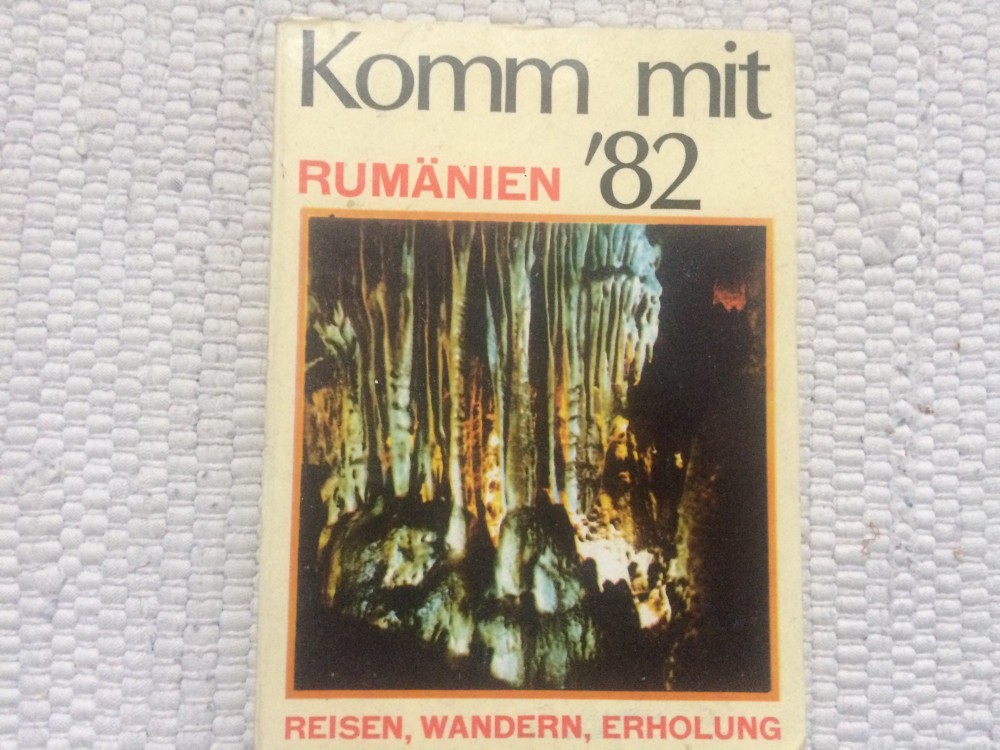 Komm mit
'82
RUMÄNIEN
REISEN, WANDERN, ERHOLUNG